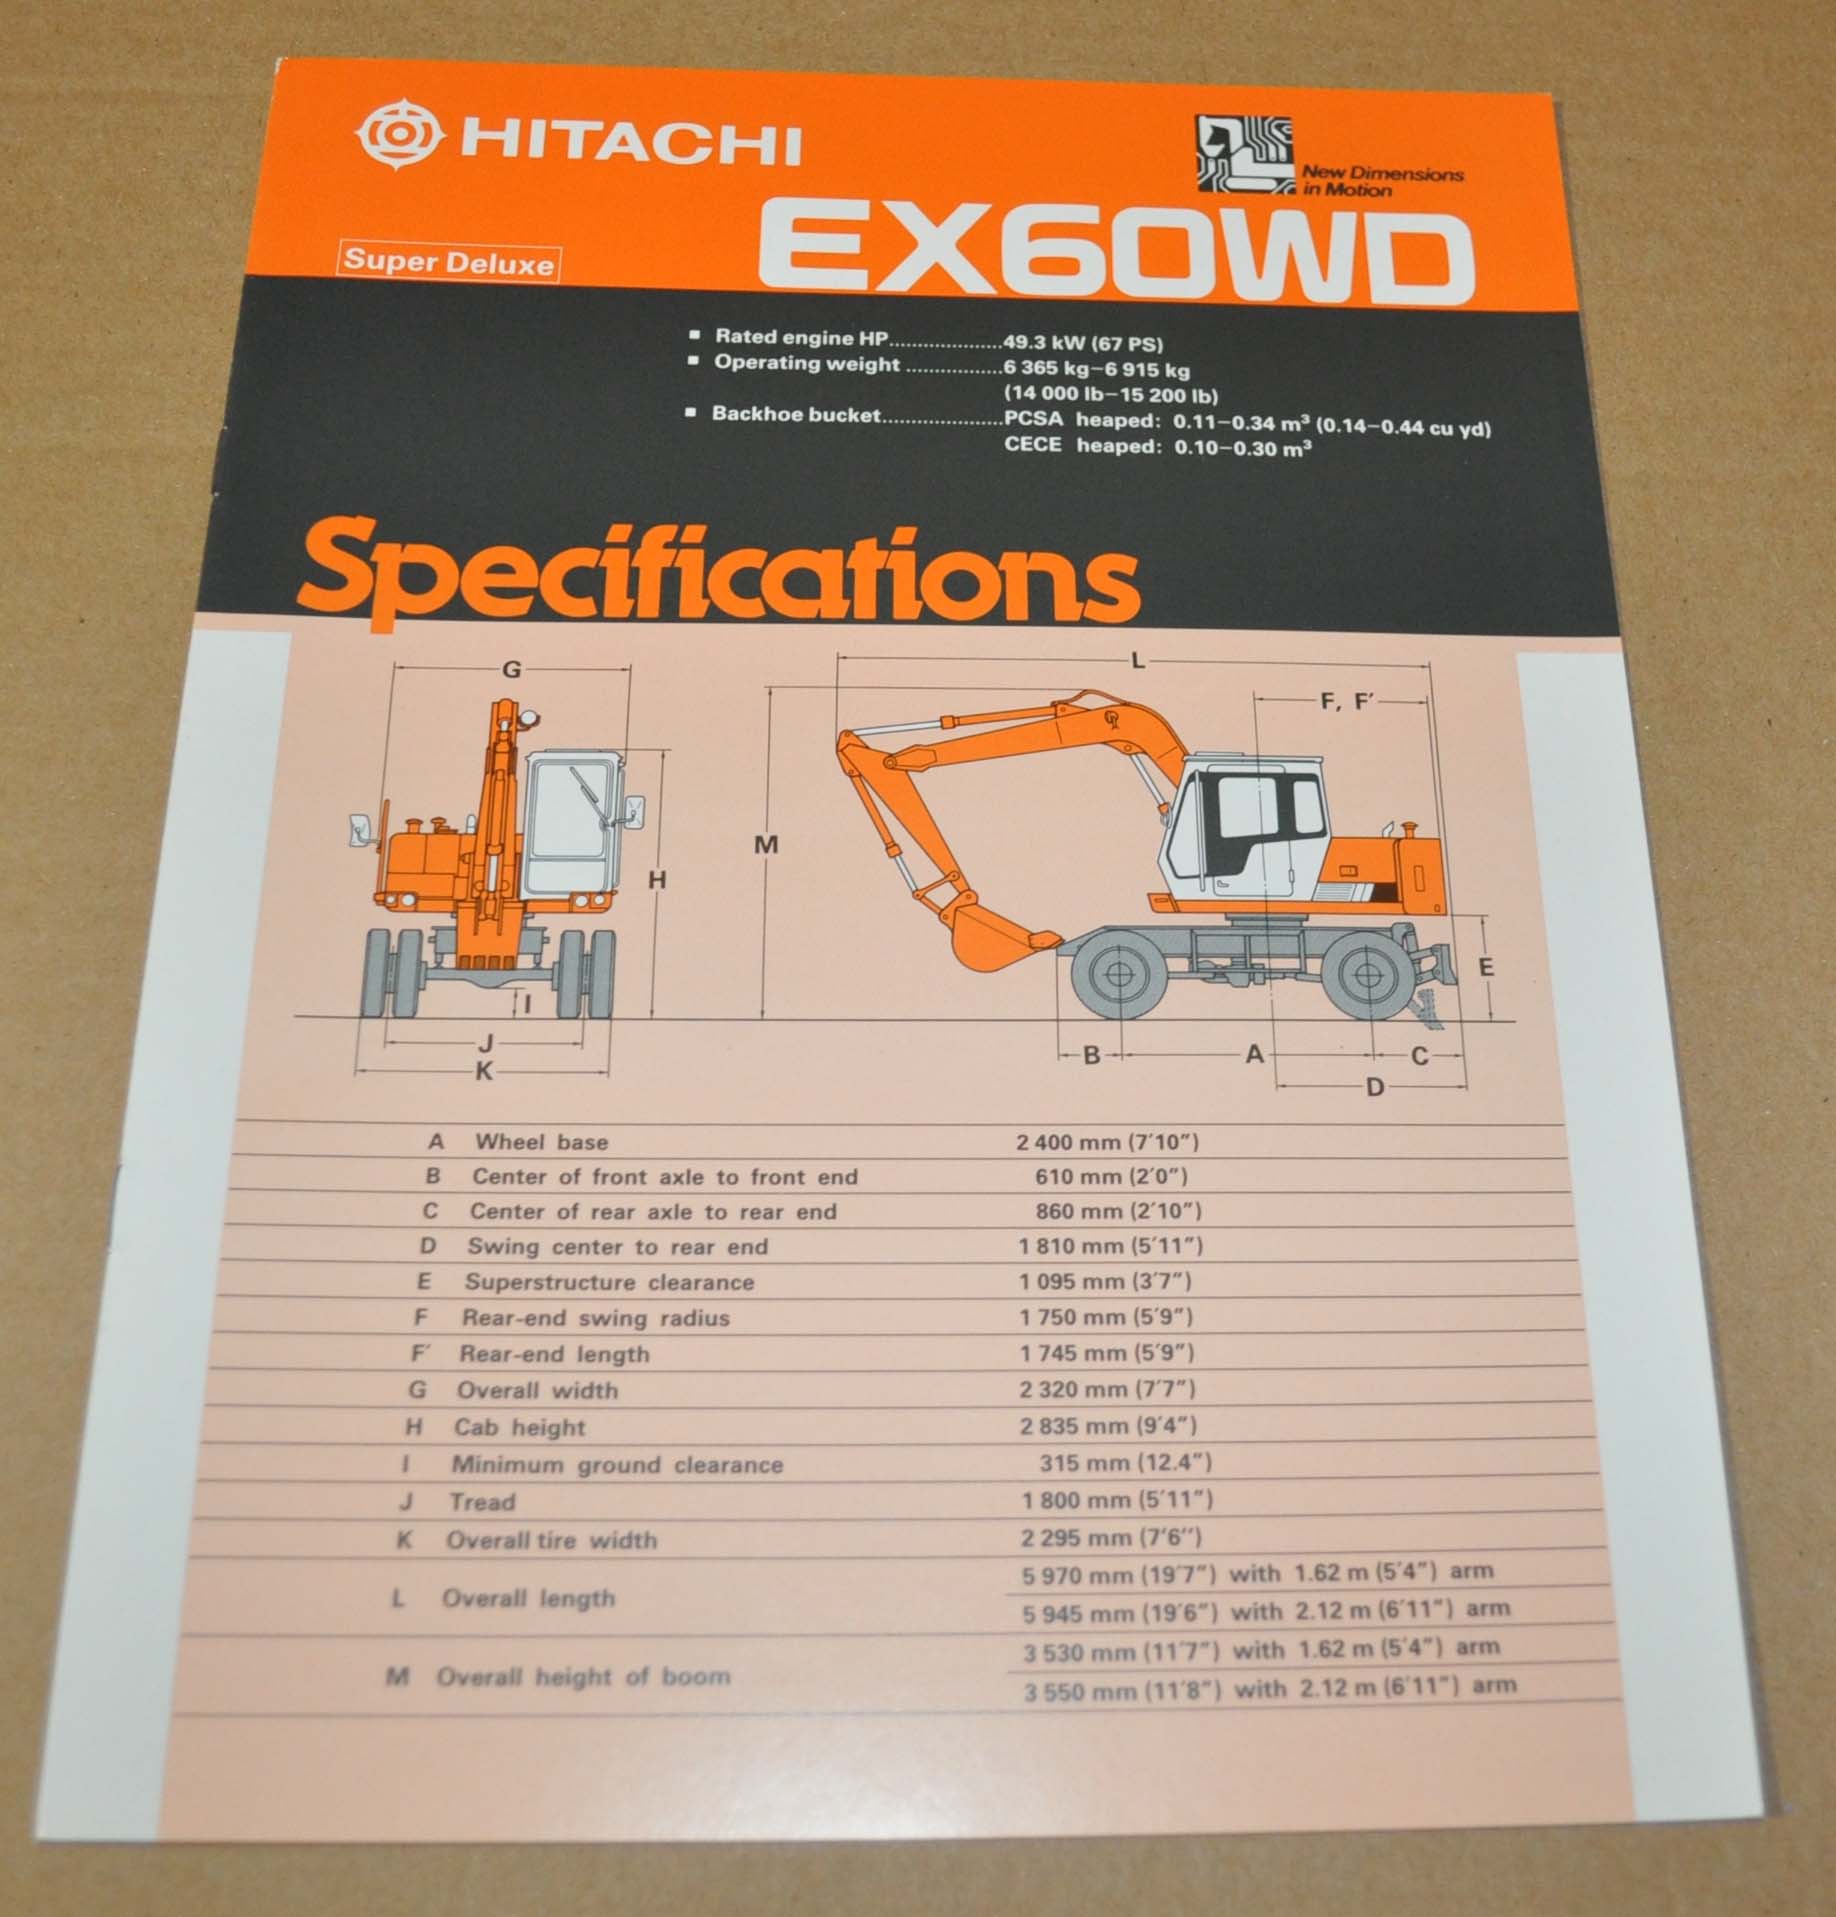 HITACHI
New Dimensions
in Motion
EX60WD
Super Deluxe
■ Rated engine HP....................49.3 kW (67 PS)
■ Operating weight .................6 365 kg–6 915 kg
(14 000 lb–15 200 lb)
■ Backhoe bucket.....................PCSA heaped: 0.11–0.34 m³ (0.14–0.44 cu yd)
CECE heaped: 0.10–0.30 m³
Specifications
G
L
F, F′
M
H
E
I
J
K
B
A
C
D
A Wheel base 2 400 mm (7′10″)
B Center of front axle to front end 610 mm (2′0″)
C Center of rear axle to rear end 860 mm (2′10″)
D Swing center to rear end 1 810 mm (5′11″)
E Superstructure clearance 1 095 mm (3′7″)
F Rear-end swing radius 1 750 mm (5′9″)
F′ Rear-end length 1 745 mm (5′9″)
G Overall width 2 320 mm (7′7″)
H Cab height 2 835 mm (9′4″)
I Minimum ground clearance 315 mm (12.4″)
J Tread 1 800 mm (5′11″)
K Overall tire width 2 295 mm (7′6″)
L Overall length 5 970 mm (19′7″) with 1.62 m (5′4″) arm
5 945 mm (19′6″) with 2.12 m (6′11″) arm
M Overall height of boom 3 530 mm (11′7″) with 1.62 m (5′4″) arm
3 550 mm (11′8″) with 2.12 m (6′11″) arm